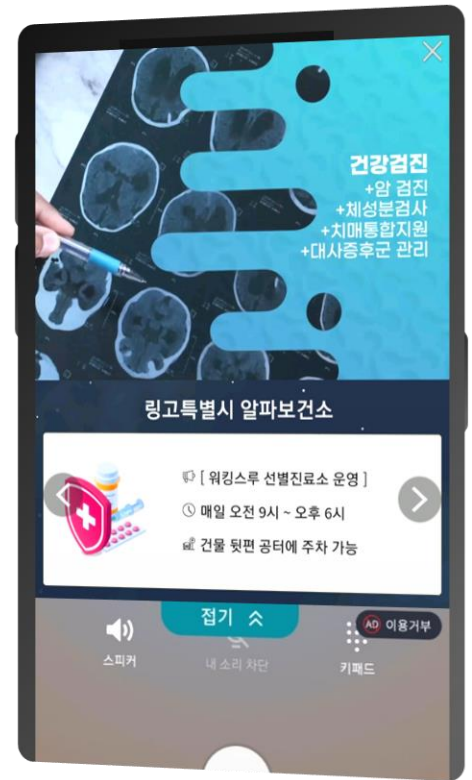 건강검진
+암 검진
+체성분검사
+치매통합지원
+대사증후군 관리
링고특별시 알파보건소
[ 워킹스루 선별진료소 운영 ]
매일 오전 9시 ~ 오후 6시
건물 뒷편 공터에 주차 가능
접기
AD 이용거부
스피커
내 소리 차단
키패드